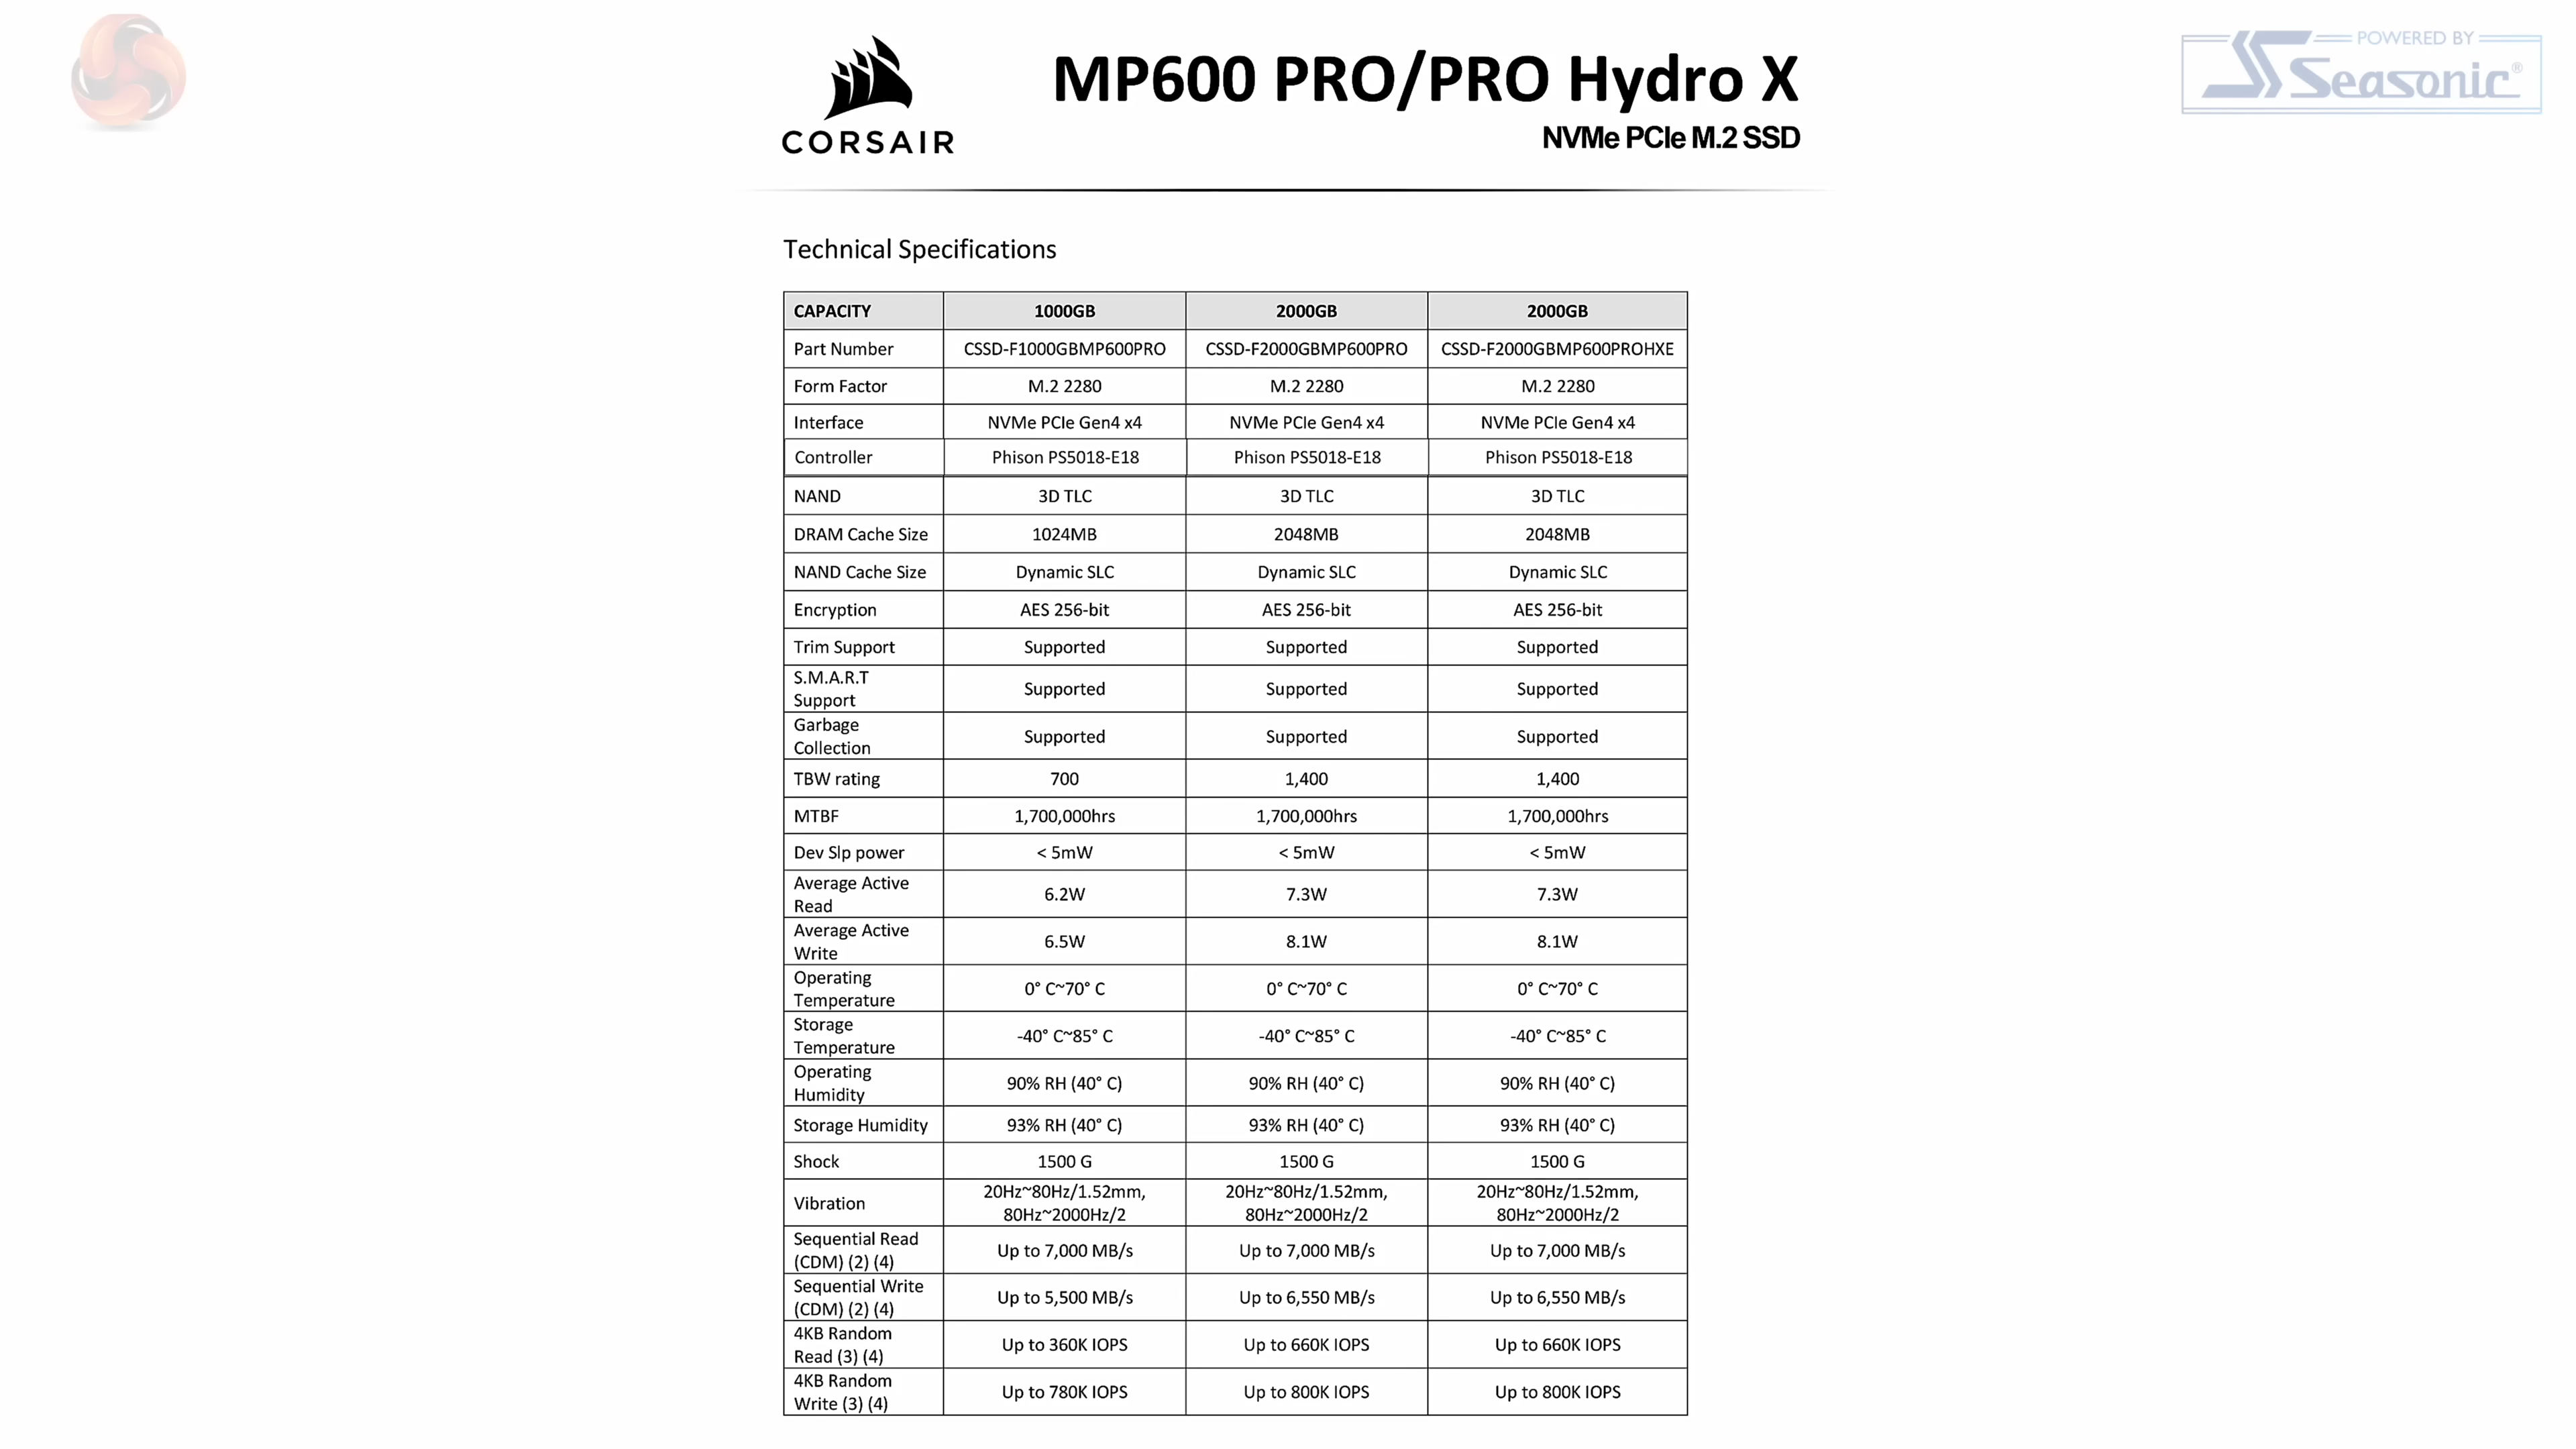 POWERED BY
Seasonic®
CORSAIR
MP600 PRO/PRO Hydro X
NVMe PCIe M.2 SSD
Technical Specifications
CAPACITY 1000GB 2000GB 2000GB
Part Number CSSD-F1000GBMP600PRO CSSD-F2000GBMP600PRO CSSD-F2000GBMP600PROHXE
Form Factor M.2 2280 M.2 2280 M.2 2280
Interface NVMe PCIe Gen4 x4 NVMe PCIe Gen4 x4 NVMe PCIe Gen4 x4
Controller Phison PS5018-E18 Phison PS5018-E18 Phison PS5018-E18
NAND 3D TLC 3D TLC 3D TLC
DRAM Cache Size 1024MB 2048MB 2048MB
NAND Cache Size Dynamic SLC Dynamic SLC Dynamic SLC
Encryption AES 256-bit AES 256-bit AES 256-bit
Trim Support Supported Supported Supported
S.M.A.R.T
Support Supported Supported Supported
Garbage
Collection Supported Supported Supported
TBW rating 700 1,400 1,400
MTBF 1,700,000hrs 1,700,000hrs 1,700,000hrs
Dev Slp power < 5mW < 5mW < 5mW
Average Active
Read 6.2W 7.3W 7.3W
Average Active
Write 6.5W 8.1W 8.1W
Operating
Temperature 0° C~70° C 0° C~70° C 0° C~70° C
Storage
Temperature -40° C~85° C -40° C~85° C -40° C~85° C
Operating
Humidity 90% RH (40° C) 90% RH (40° C) 90% RH (40° C)
Storage Humidity 93% RH (40° C) 93% RH (40° C) 93% RH (40° C)
Shock 1500 G 1500 G 1500 G
Vibration 20Hz~80Hz/1.52mm, 20Hz~80Hz/1.52mm, 20Hz~80Hz/1.52mm,
80Hz~2000Hz/2 80Hz~2000Hz/2 80Hz~2000Hz/2
Sequential Read
(CDM) (2) (4) Up to 7,000 MB/s Up to 7,000 MB/s Up to 7,000 MB/s
Sequential Write
(CDM) (2) (4) Up to 5,500 MB/s Up to 6,550 MB/s Up to 6,550 MB/s
4KB Random
Read (3) (4) Up to 360K IOPS Up to 660K IOPS Up to 660K IOPS
4KB Random
Write (3) (4) Up to 780K IOPS Up to 800K IOPS Up to 800K IOPS